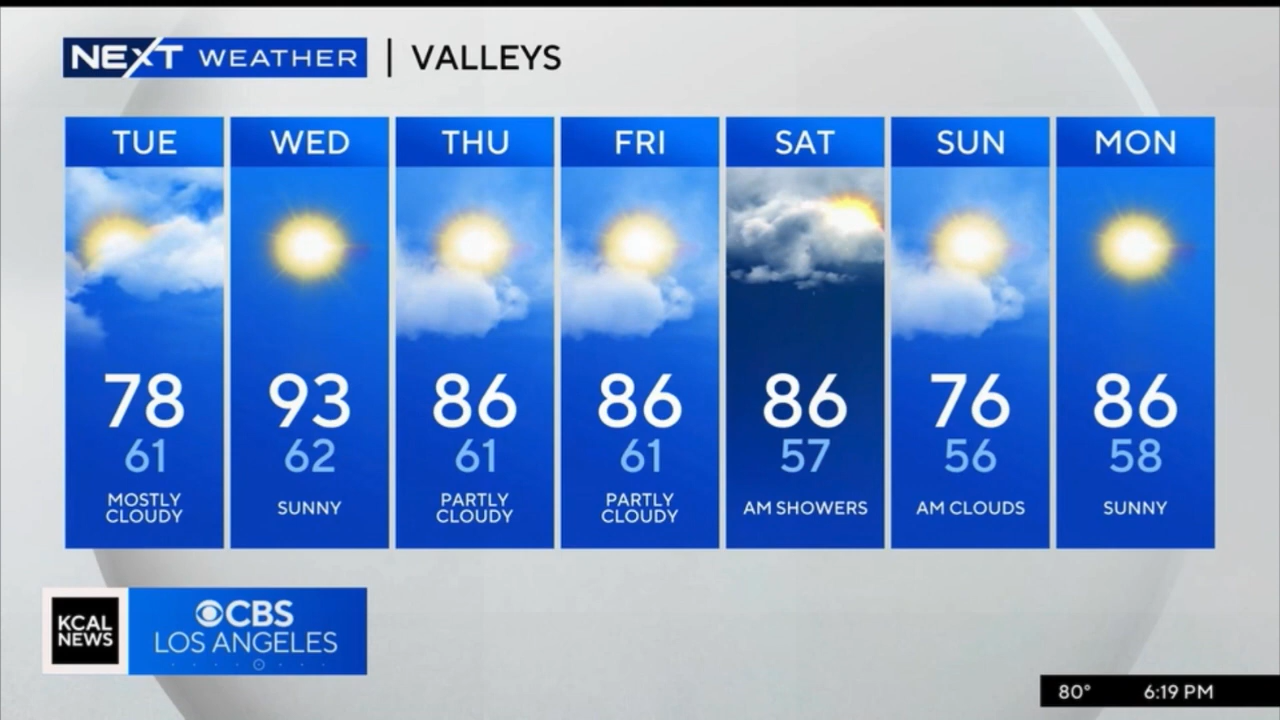 NEXT WEATHER | VALLEYS
TUE WED THU FRI SAT SUN MON
78 93 86 86 86 76 86
61 62 61 61 57 56 58
MOSTLY CLOUDY
SUNNY
PARTLY CLOUDY
PARTLY CLOUDY
AM SHOWERS
AM CLOUDS
SUNNY
KCAL NEWS
CBS
LOS ANGELES
80° 6:19 PM